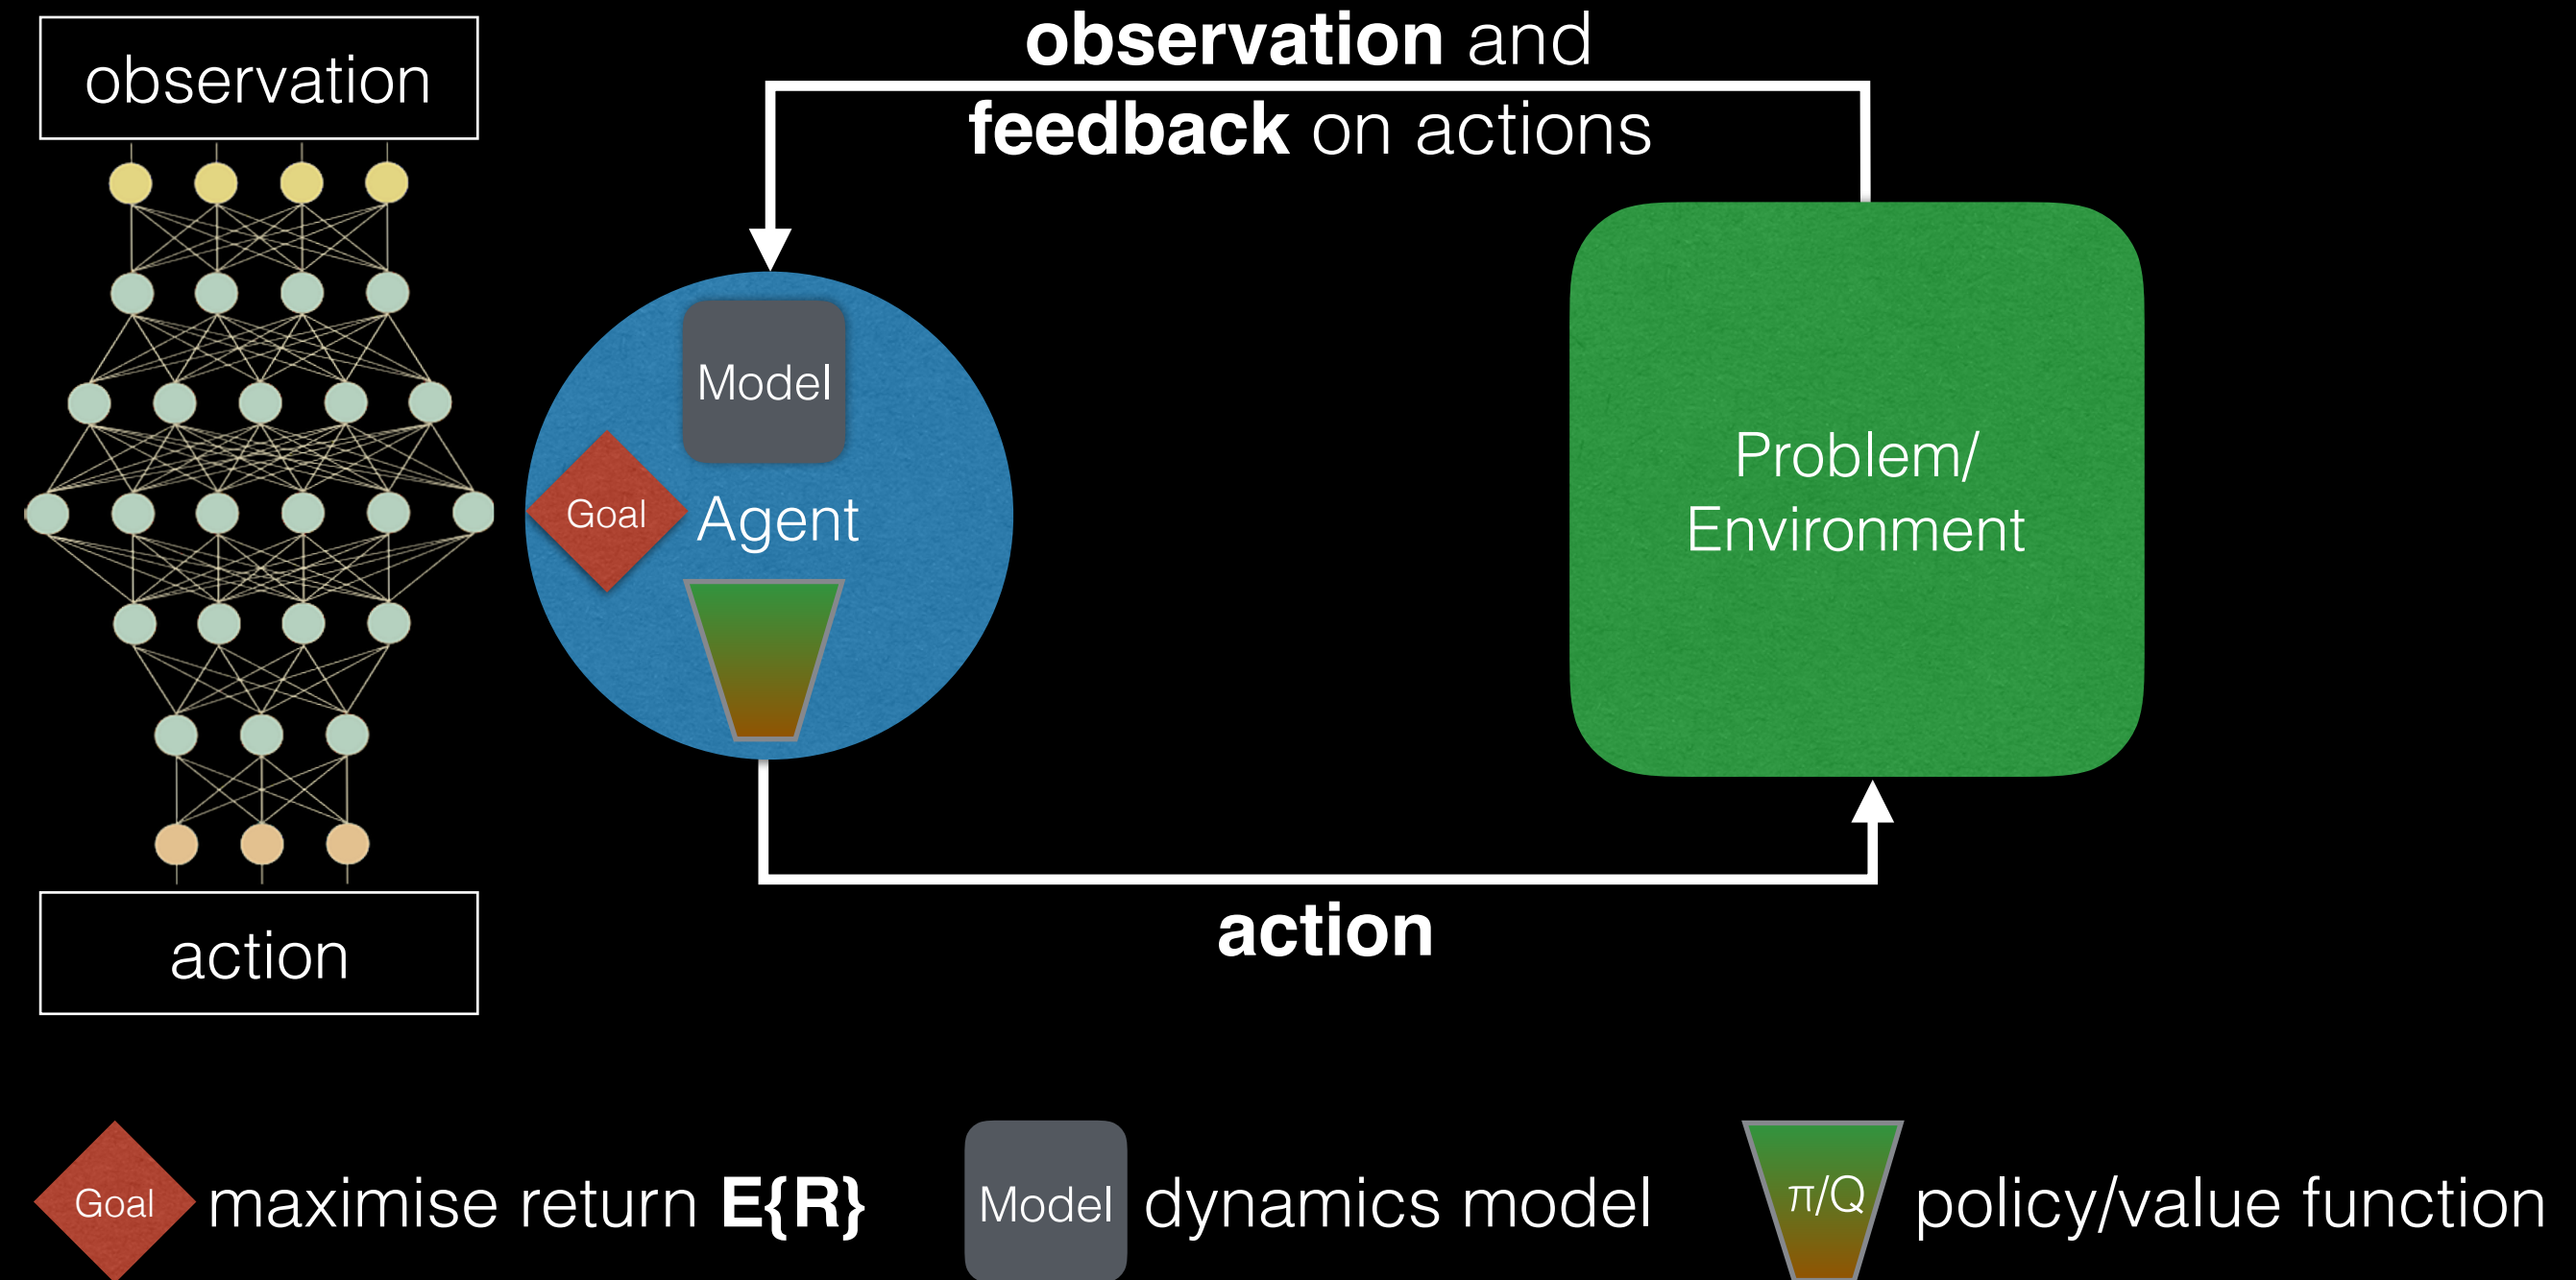 observation
observation and
feedback on actions
Model
Goal
Agent
Problem/
Environment
action
action
Goal
maximise return E{R}
Model
dynamics model
π/Q
policy/value function